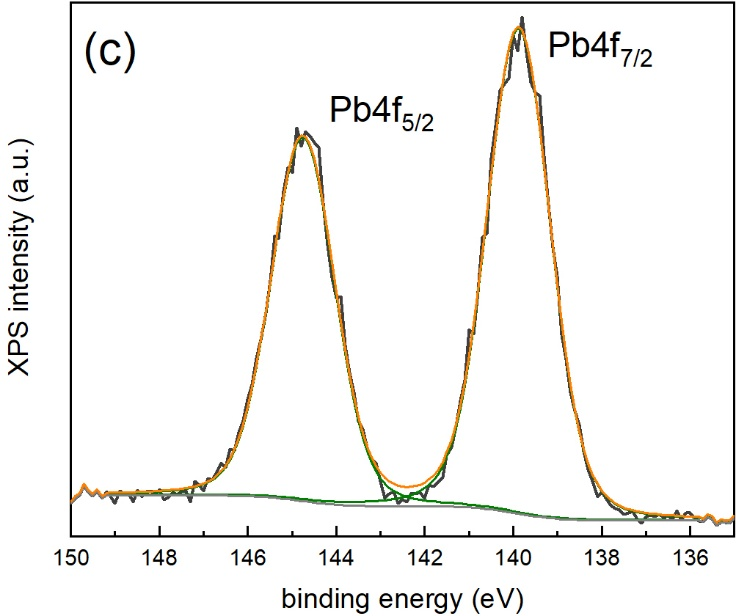 (c)
Pb4f7/2
Pb4f5/2
XPS intensity (a.u.)
150 148 146 144 142 140 138 136
binding energy (eV)